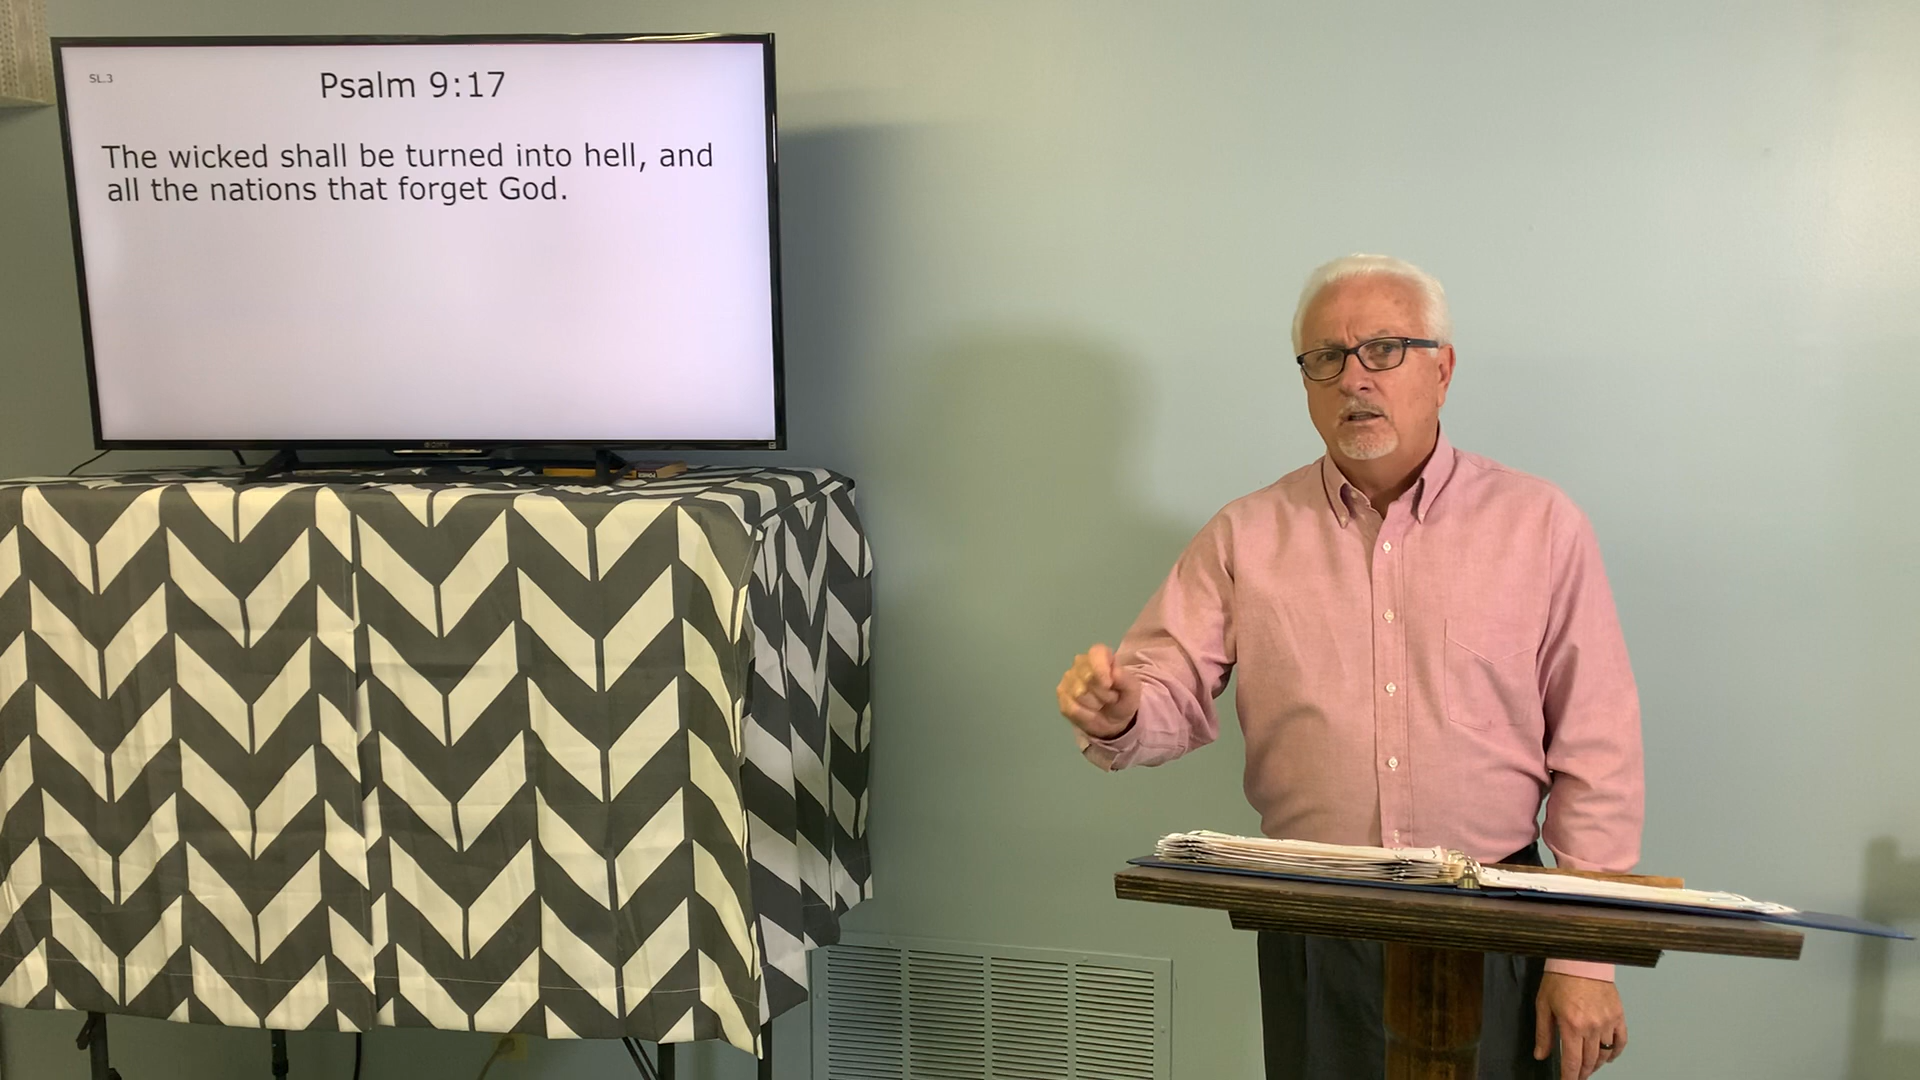 SL.3
Psalm 9:17
The wicked shall be turned into hell, and
all the nations that forget God.
SONY